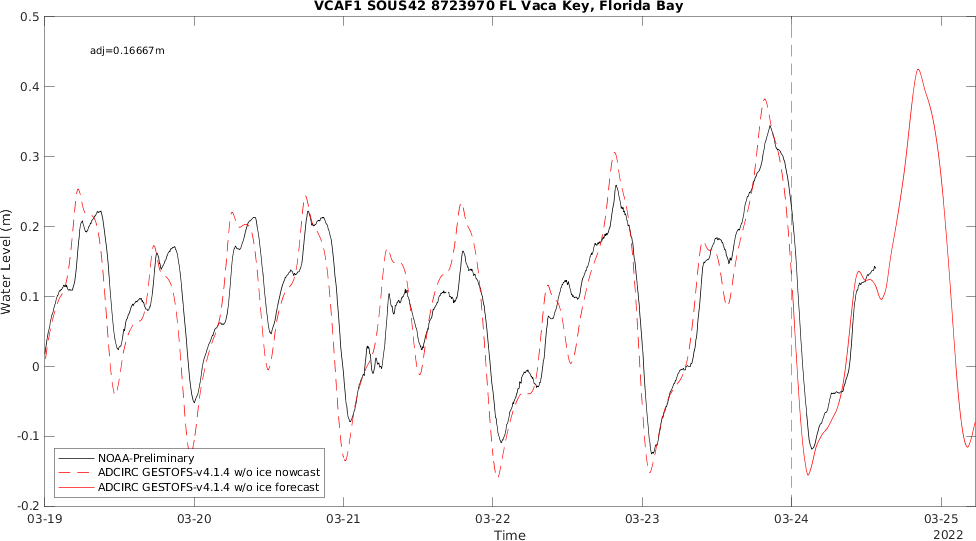 VCAF1 SOUS42 8723970 FL Vaca Key, Florida Bay
0.5
adj=0.16667m
0.4
0.3
0.2
Water Level (m)
0.1
0
-0.1
NOAA-Preliminary
ADCIRC GESTOFS-v4.1.4 w/o ice nowcast
ADCIRC GESTOFS-v4.1.4 w/o ice forecast
-0.2
03-19 03-20 03-21 03-22 03-23 03-24 03-25
Time 2022